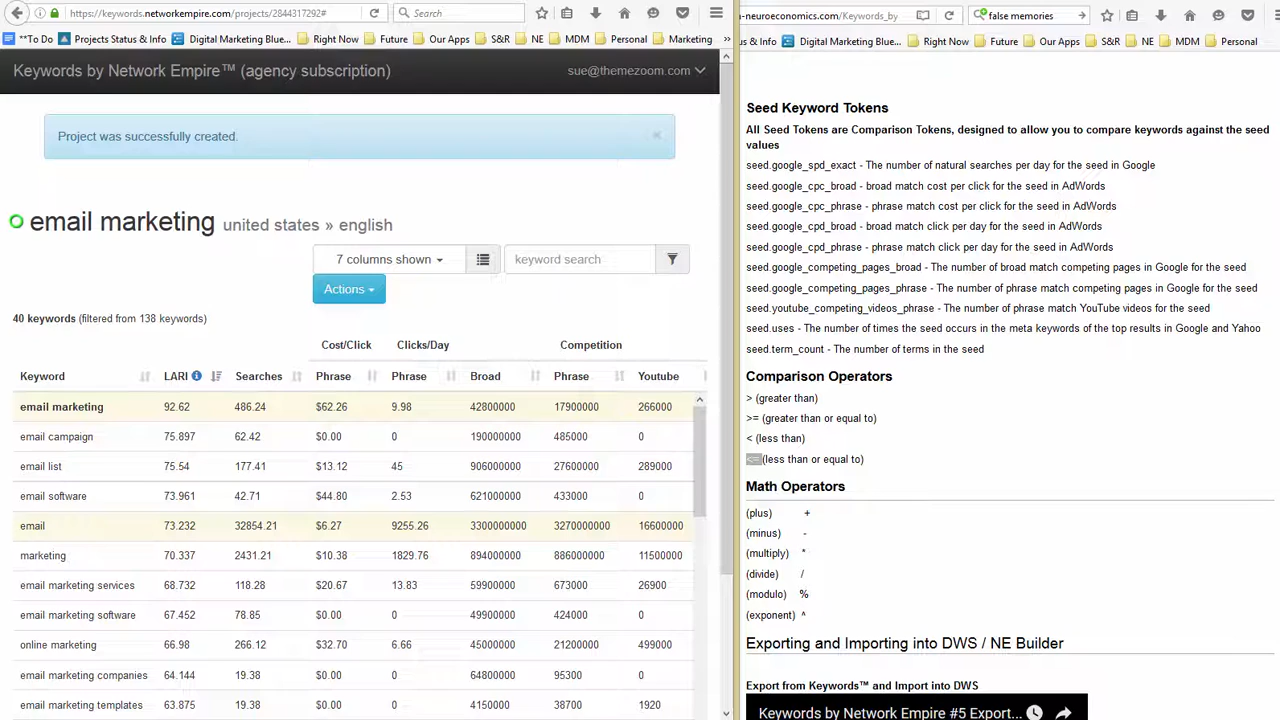 https://keywords.networkempire.com/projects/2844317292#
Search
**To Do
Projects Status & Info
Digital Marketing Blue...
Right Now
Future
Our Apps
S&R
NE
MDM
Personal
Marketing
»
Keywords by Network Empire™ (agency subscription)
sue@themezoom.com
Project was successfully created.
×
email marketing united states » english
7 columns shown
keyword search
Actions
40 keywords (filtered from 138 keywords)
Cost/Click Clicks/Day Competition
Keyword LARI Searches Phrase Phrase Broad Phrase Youtube
email marketing 92.62 486.24 $62.26 9.98 42800000 17900000 266000
email campaign 75.897 62.42 $0.00 0 190000000 485000 0
email list 75.54 177.41 $13.12 45 906000000 27600000 289000
email software 73.961 42.71 $44.80 2.53 621000000 433000 0
email 73.232 32854.21 $6.27 9255.26 3300000000 3270000000 16600000
marketing 70.337 2431.21 $10.38 1829.76 894000000 886000000 11500000
email marketing services 68.732 118.28 $20.67 13.83 59900000 673000 26900
email marketing software 67.452 78.85 $0.00 0 49900000 424000 0
online marketing 66.98 266.12 $32.70 6.66 45000000 21200000 499000
email marketing companies 64.144 19.38 $0.00 0 64800000 95300 0
email marketing templates 63.875 19.38 $0.00 0 4150000 38700 1920
-neuroeconomics.com/Keywords_by
false memories
us & Info
Digital Marketing Blue...
Right Now
Future
Our Apps
S&R
NE
MDM
Personal
Seed Keyword Tokens
All Seed Tokens are Comparison Tokens, designed to allow you to compare keywords against the seed
values
seed.google_spd_exact - The number of natural searches per day for the seed in Google
seed.google_cpc_broad - broad match cost per click for the seed in AdWords
seed.google_cpc_phrase - phrase match cost per click for the seed in AdWords
seed.google_cpd_broad - broad match click per day for the seed in AdWords
seed.google_cpd_phrase - phrase match click per day for the seed in AdWords
seed.google_competing_pages_broad - The number of broad match competing pages in Google for the seed
seed.google_competing_pages_phrase - The number of phrase match competing pages in Google for the seed
seed.youtube_competing_videos_phrase - The number of phrase match YouTube videos for the seed
seed.uses - The number of times the seed occurs in the meta keywords of the top results in Google and Yahoo
seed.term_count - The number of terms in the seed
Comparison Operators
> (greater than)
>= (greater than or equal to)
< (less than)
<= (less than or equal to)
Math Operators
(plus) +
(minus) -
(multiply) *
(divide) /
(modulo) %
(exponent) ^
Exporting and Importing into DWS / NE Builder
Export from Keywords™ and Import into DWS
Keywords by Network Empire #5 Export...